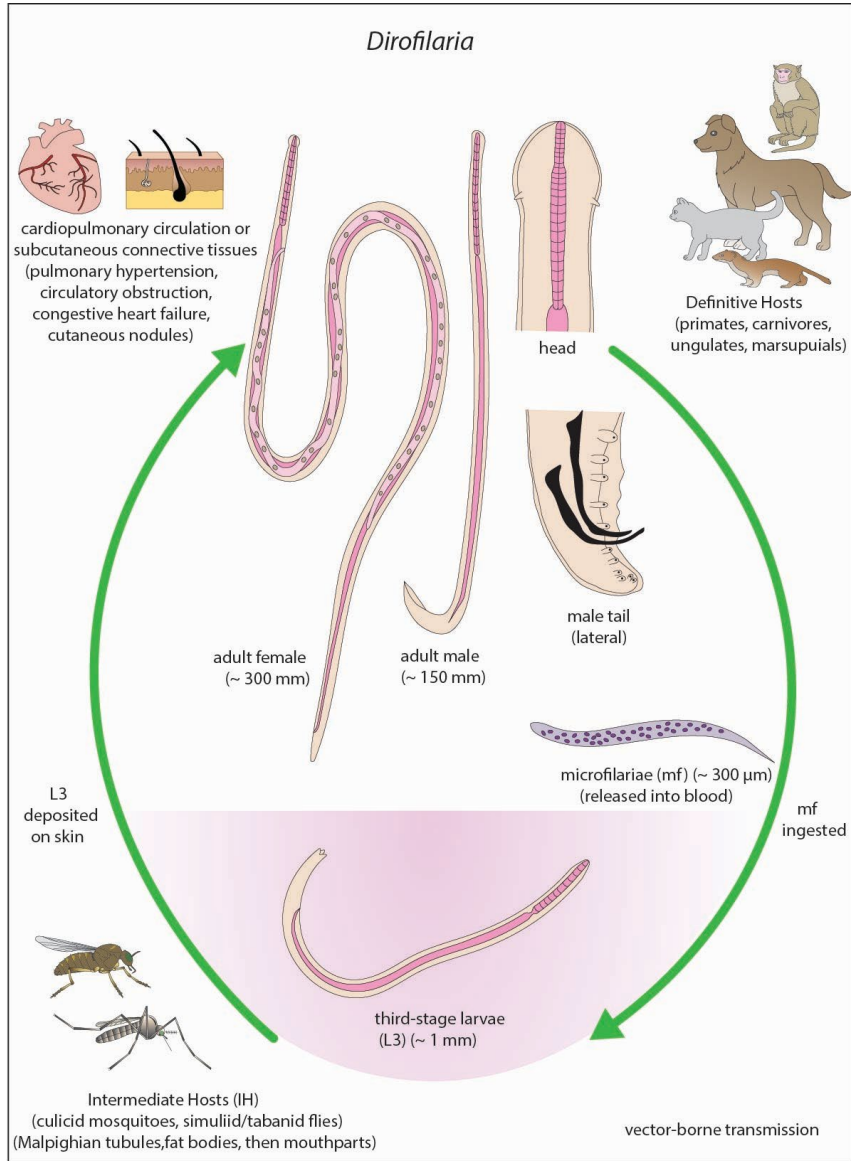 Dirofilaria
cardiopulmonary circulation or
subcutaneous connective tissues
(pulmonary hypertension,
circulatory obstruction,
congestive heart failure,
cutaneous nodules)
head
Definitive Hosts
(primates, carnivores,
ungulates, marsupuials)
male tail
(lateral)
adult female
(~ 300 mm)
adult male
(~ 150 mm)
microfilariae (mf) (~ 300 µm)
(released into blood)
L3
deposited
on skin
mf
ingested
third-stage larvae
(L3) (~ 1 mm)
Intermediate Hosts (IH)
(culicid mosquitoes, simuliid/tabanid flies)
(Malpighian tubules,fat bodies, then mouthparts)
vector-borne transmission